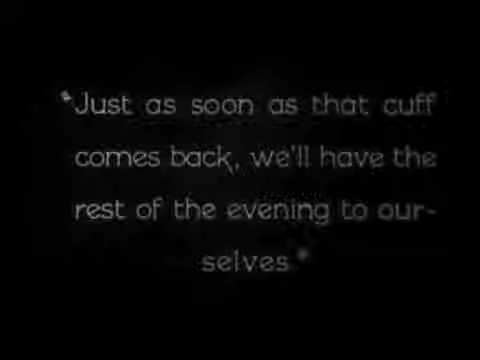 "Just as soon as that cuff
comes back, we'll have the
rest of the evening to our-
selves"